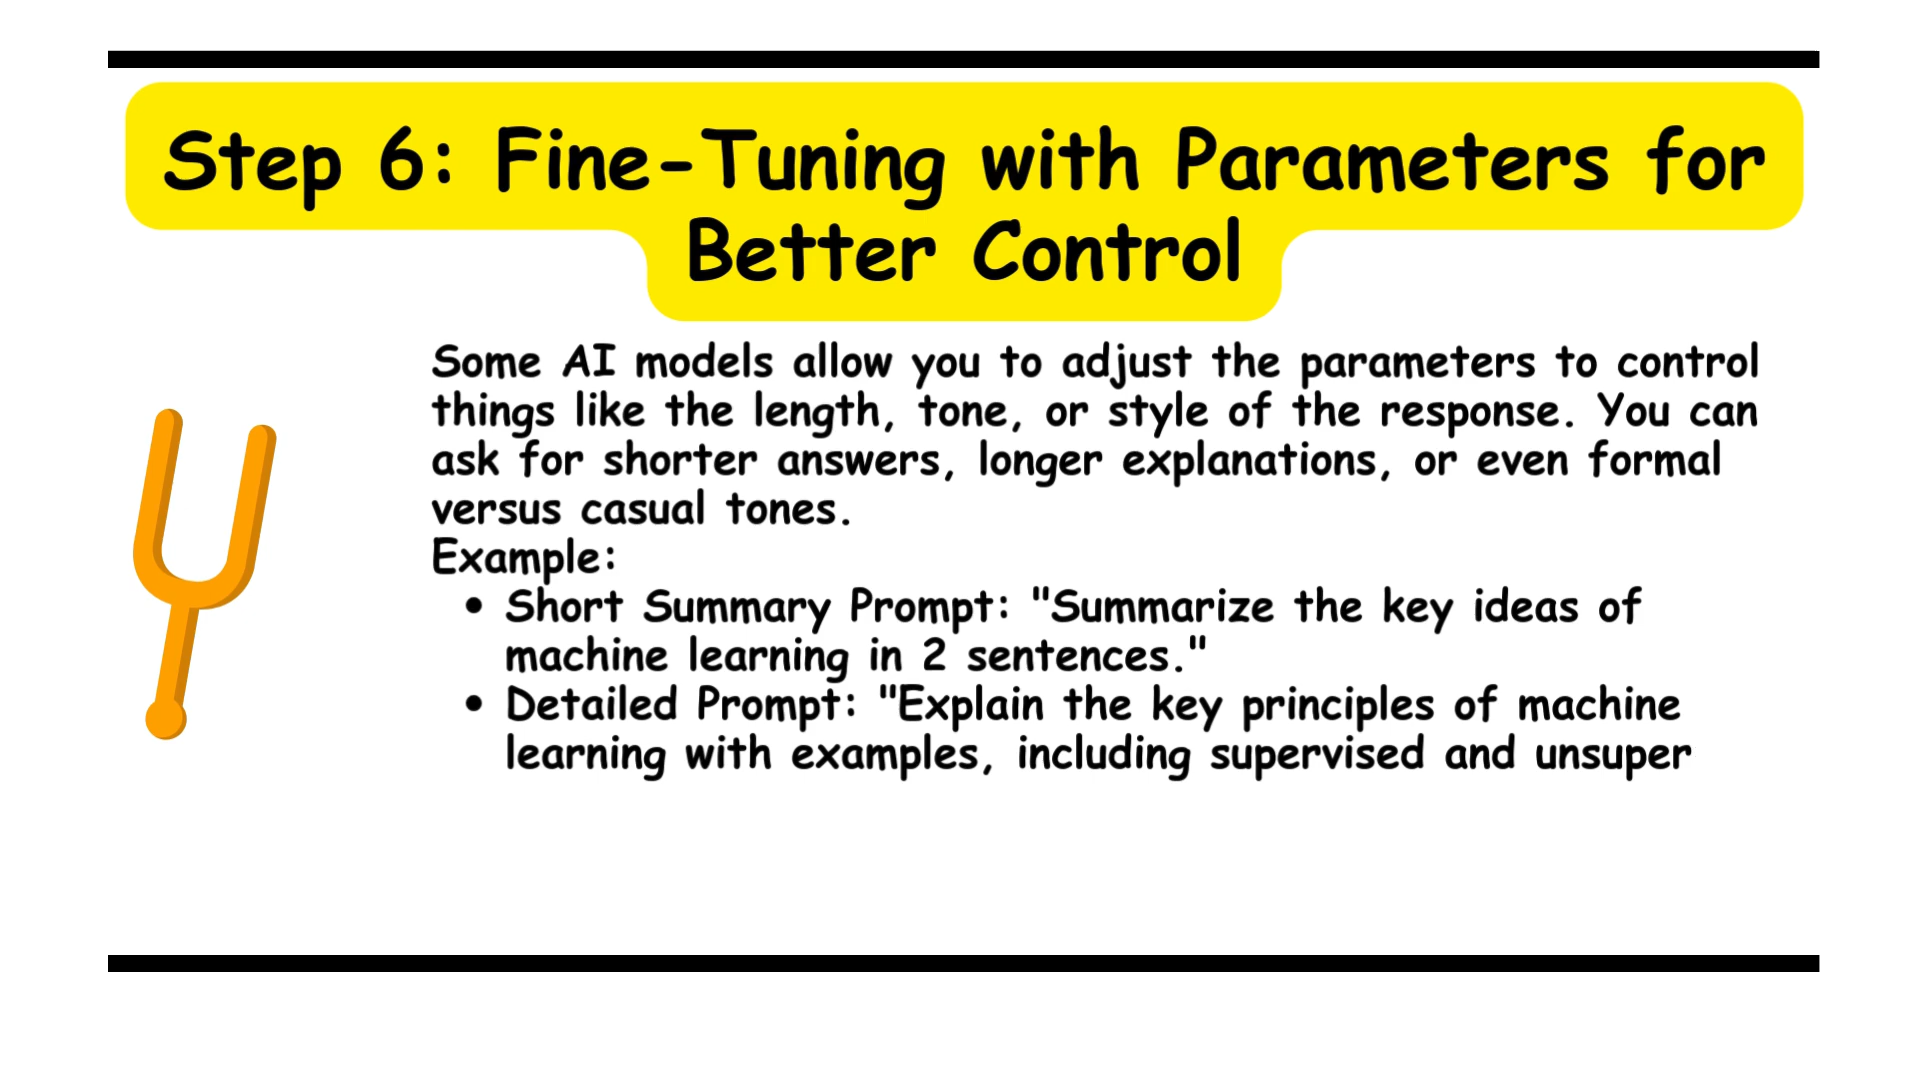 Step 6: Fine-Tuning with Parameters for
Better Control
Some AI models allow you to adjust the parameters to control
things like the length, tone, or style of the response. You can
ask for shorter answers, longer explanations, or even formal
versus casual tones.
Example:
• Short Summary Prompt: "Summarize the key ideas of
machine learning in 2 sentences."
• Detailed Prompt: "Explain the key principles of machine
learning with examples, including supervised and unsuper